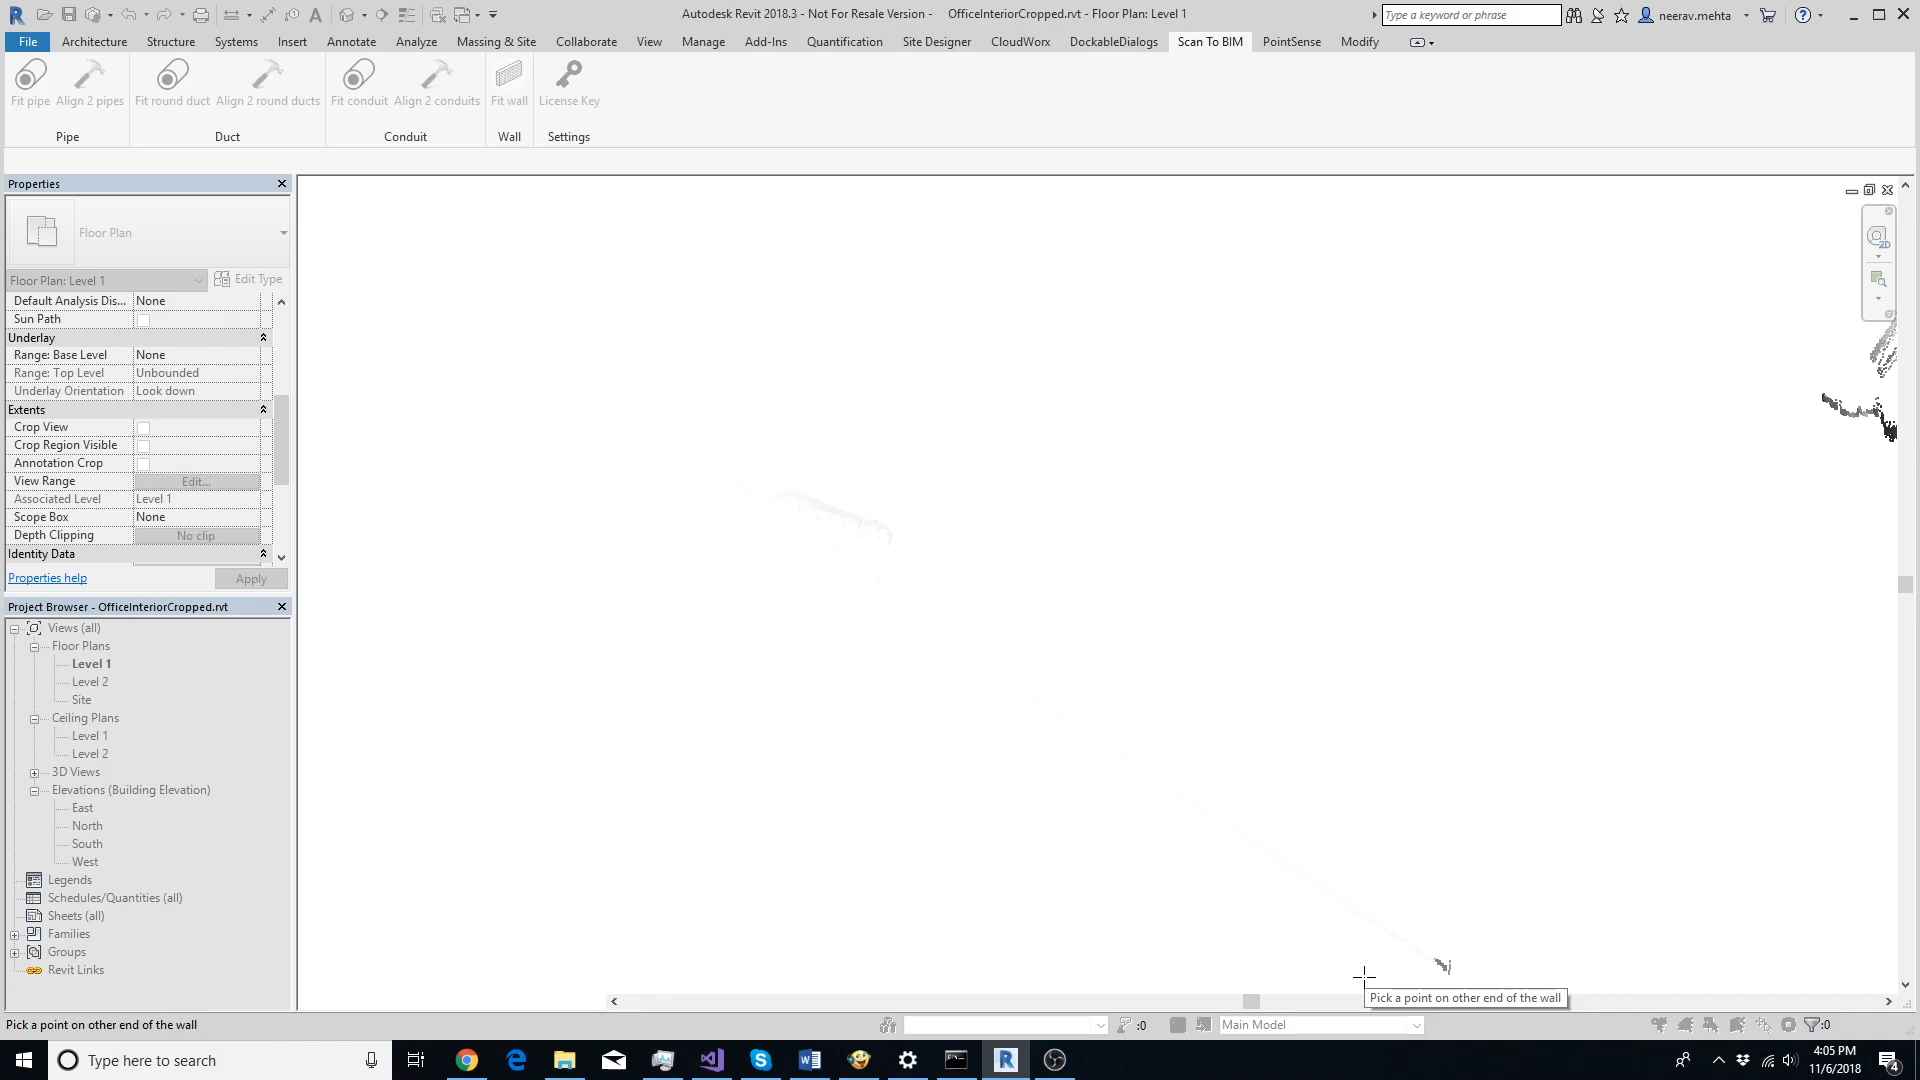 Autodesk Revit 2018.3 - Not For Resale Version - OfficeInteriorCropped.rvt - Floor Plan: Level 1
Type a keyword or phrase
neerav.mehta
File Architecture Structure Systems Insert Annotate Analyze Massing & Site Collaborate View Manage Add-Ins Quantification Site Designer CloudWorx DockableDialogs Scan To BIM PointSense Modify
Fit pipe Align 2 pipes Fit round duct Align 2 round ducts Fit conduit Align 2 conduits Fit wall License Key
Pipe Duct Conduit Wall Settings
Properties
Floor Plan
Floor Plan: Level 1 Edit Type
Default Analysis Dis... None
Sun Path
Underlay
Range: Base Level None
Range: Top Level Unbounded
Underlay Orientation Look down
Extents
Crop View
Crop Region Visible
Annotation Crop
View Range Edit...
Associated Level Level 1
Scope Box None
Depth Clipping No clip
Identity Data
Properties help Apply
Project Browser - OfficeInteriorCropped.rvt
Views (all)
Floor Plans
Level 1
Level 2
Site
Ceiling Plans
Level 1
Level 2
3D Views
Elevations (Building Elevation)
East
North
South
West
Legends
Schedules/Quantities (all)
Sheets (all)
Families
Groups
Revit Links
2D
Pick a point on other end of the wall
Pick a point on other end of the wall
:0
Main Model
:0
Type here to search
4:05 PM
11/6/2018
4